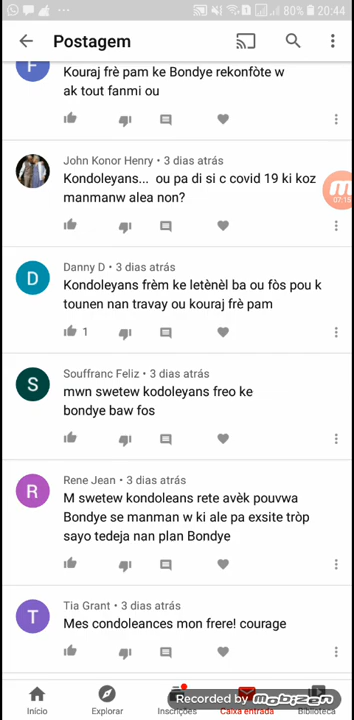 80% 20:44
Postagem
F
Kouraj frè pam ke Bondye rekonfòte w
ak tout fanmi ou
John Konor Henry • 3 dias atrás
Kondoleyans... ou pa di si c covid 19 ki koz
manmanw alea non?
07:15
D
Danny D • 3 dias atrás
Kondoleyans frèm ke letènèl ba ou fòs pou k
tounen nan travay ou kouraj frè pam
1
S
Souffranc Feliz • 3 dias atrás
mwn swetew kodoleyans freo ke
bondye baw fos
R
Rene Jean • 3 dias atrás
M swetew kondoleans rete avèk pouvwa
Bondye se manman w ki ale pa exsite tròp
sayo tedeja nan plan Bondye
T
Tia Grant • 3 dias atrás
Mes condoleances mon frere! courage
Recorded by mobizen
Início Explorar Inscrições Caixa entrada Biblioteca